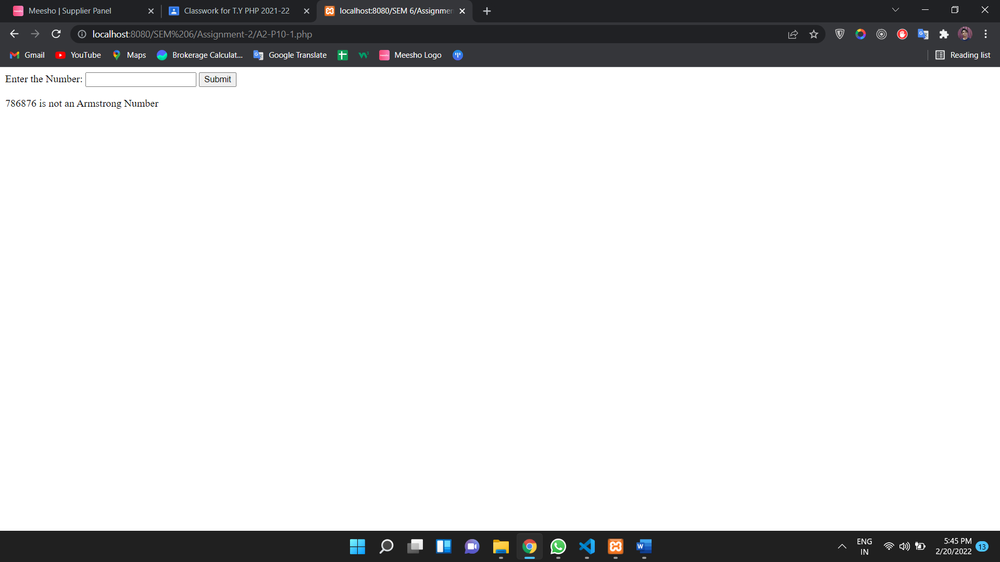 Meesho | Supplier Panel
Classwork for T.Y PHP 2021-22
localhost:8080/SEM 6/Assignmen
localhost:8080/SEM%206/Assignment-2/A2-P10-1.php
Gmail
YouTube
Maps
Brokerage Calculat...
Google Translate
Meesho Logo
Reading list
Enter the Number:
Submit
786876 is not an Armstrong Number
ENG
IN
5:45 PM
2/20/2022
13